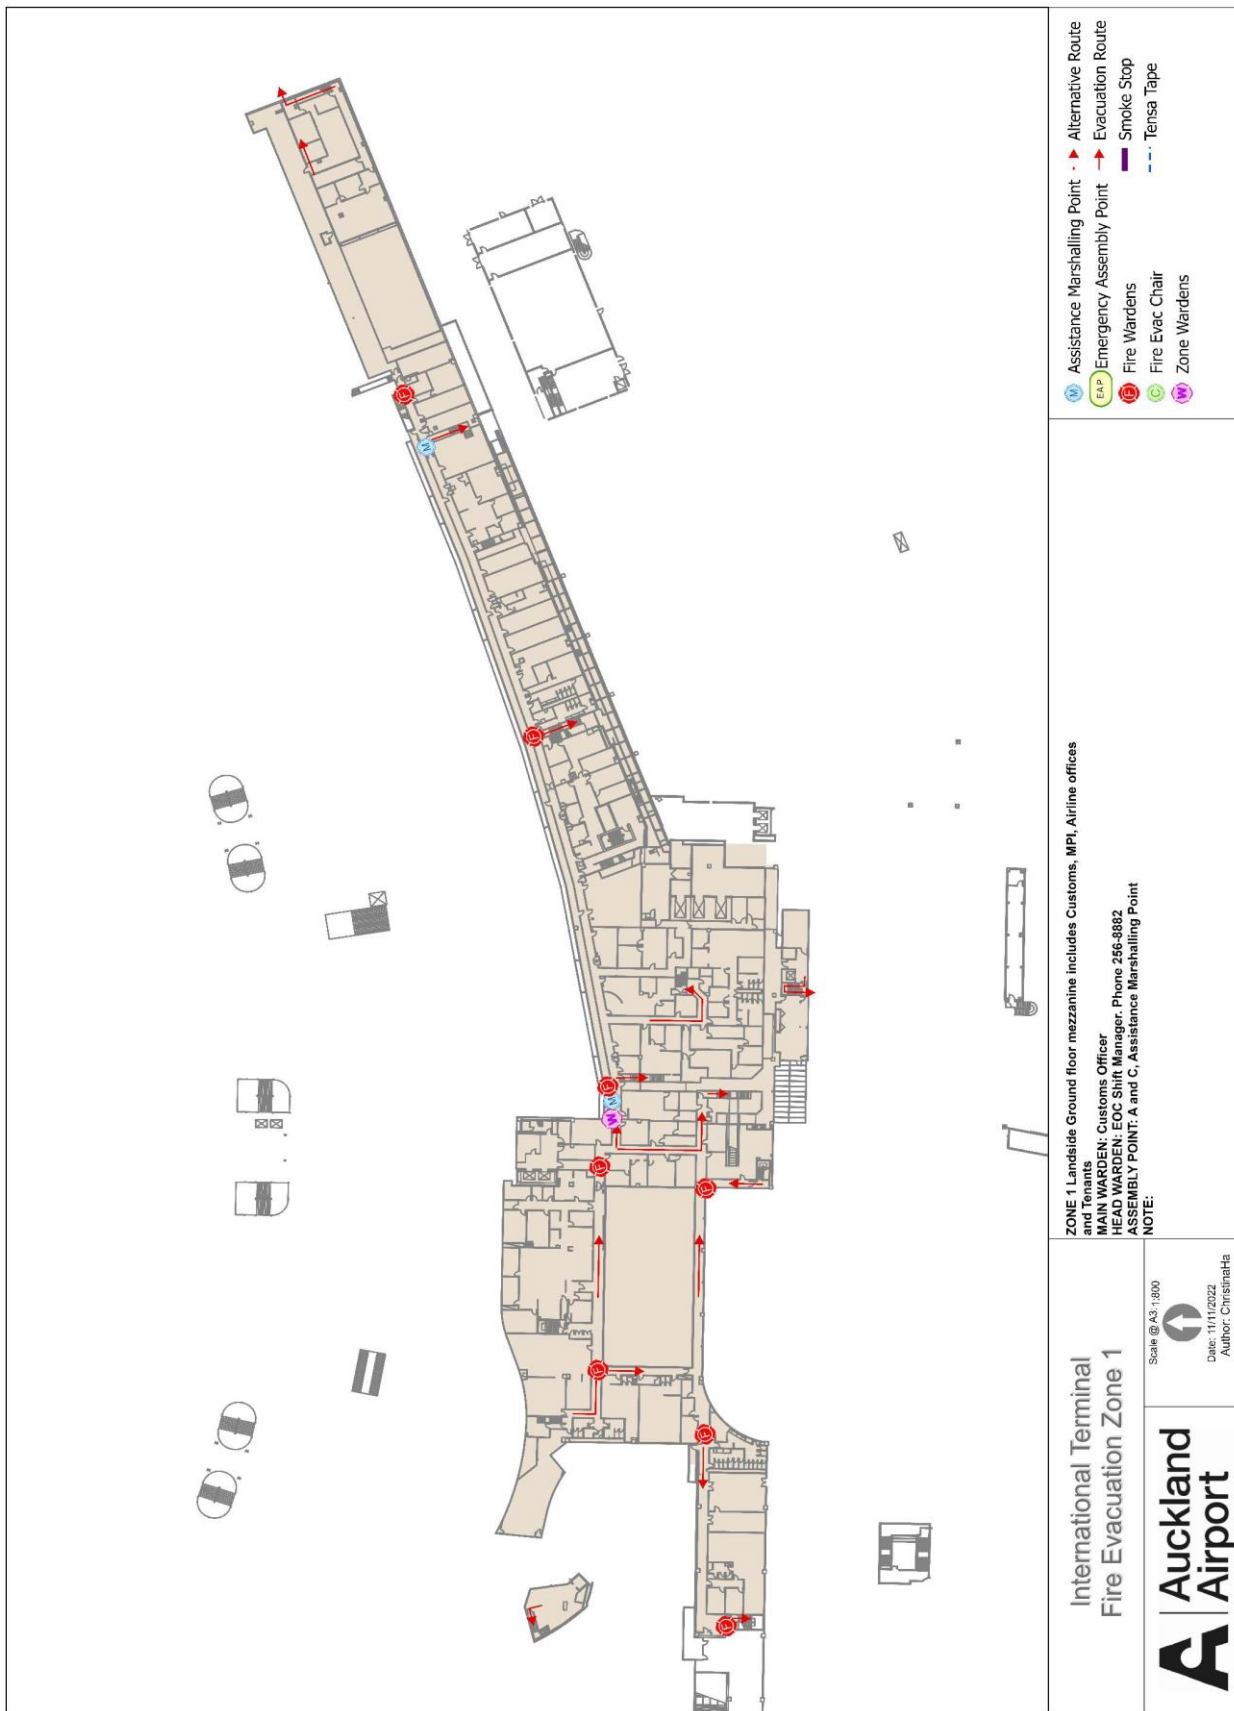 M Assistance Marshalling Point
EAP Emergency Assembly Point
F Fire Wardens
C Fire Evac Chair
W Zone Wardens
Alternative Route
Evacuation Route
Smoke Stop
Tensa Tape
F
M
F
F
M
W
F
F
F
F
F
ZONE 1 Landside Ground floor mezzanine includes Customs, MPI, Airline offices
and Tenants
MAIN WARDEN: Customs Officer
HEAD WARDEN: EOC Shift Manager. Phone 256-8882
ASSEMBLY POINT: A and C, Assistance Marshalling Point
NOTE:
International Terminal
Fire Evacuation Zone 1
Scale @ A3:1:800
Date: 11/11/2022
Author: ChristinaHa
Auckland
Airport